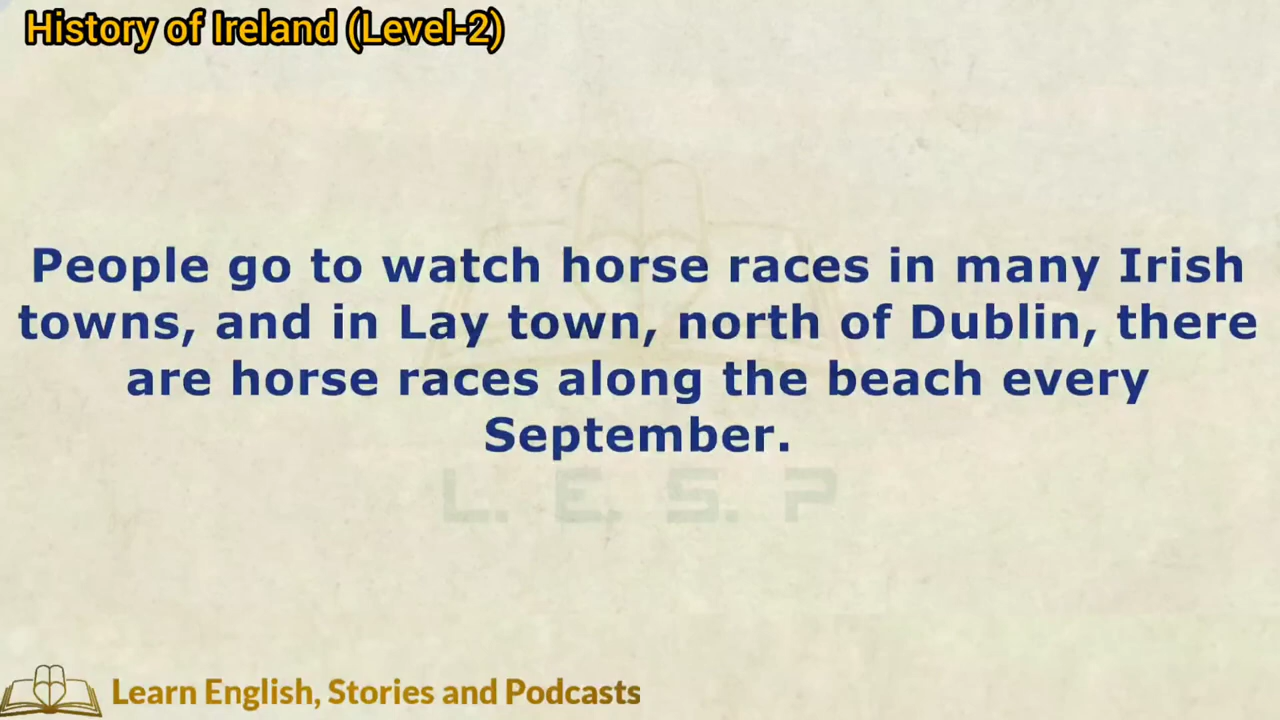 History of Ireland (Level-2)
People go to watch horse races in many Irish
towns, and in Lay town, north of Dublin, there
are horse races along the beach every
September.
L. E. S. P
Learn English, Stories and Podcasts